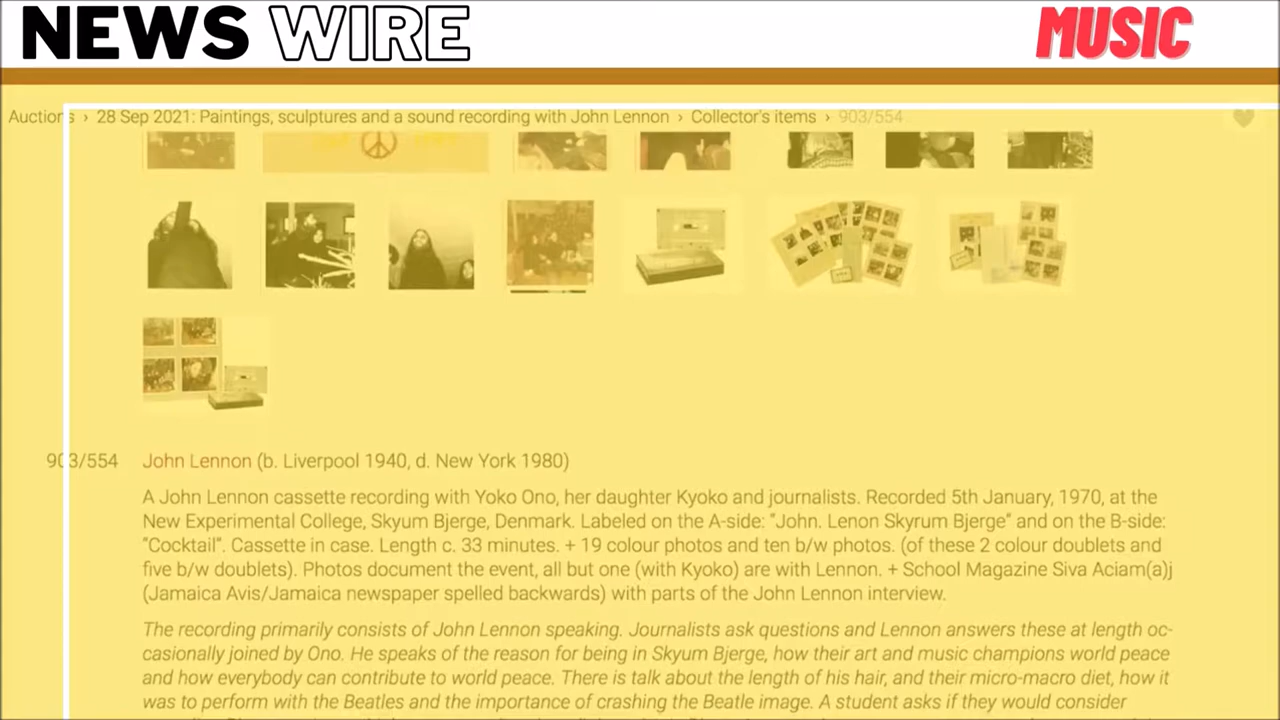 NEWS WIRE
MUSIC
Auctions › 28 Sep 2021: Paintings, sculptures and a sound recording with John Lennon › Collector's items › 903/554
903/554 John Lennon (b. Liverpool 1940, d. New York 1980)
A John Lennon cassette recording with Yoko Ono, her daughter Kyoko and journalists. Recorded 5th January, 1970, at the
New Experimental College, Skyum Bjerge, Denmark. Labeled on the A-side: "John. Lenon Skyrum Bjerge" and on the B-side:
"Cocktail". Cassette in case. Length c. 33 minutes. + 19 colour photos and ten b/w photos. (of these 2 colour doublets and
five b/w doublets). Photos document the event, all but one (with Kyoko) are with Lennon. + School Magazine Siva Aciam(a)j
(Jamaica Avis/Jamaica newspaper spelled backwards) with parts of the John Lennon interview.
The recording primarily consists of John Lennon speaking. Journalists ask questions and Lennon answers these at length oc-
casionally joined by Ono. He speaks of the reason for being in Skyum Bjerge, how their art and music champions world peace
and how everybody can contribute to world peace. There is talk about the length of his hair, and their micro-macro diet, how it
was to perform with the Beatles and the importance of crashing the Beatle image. A student asks if they would consider